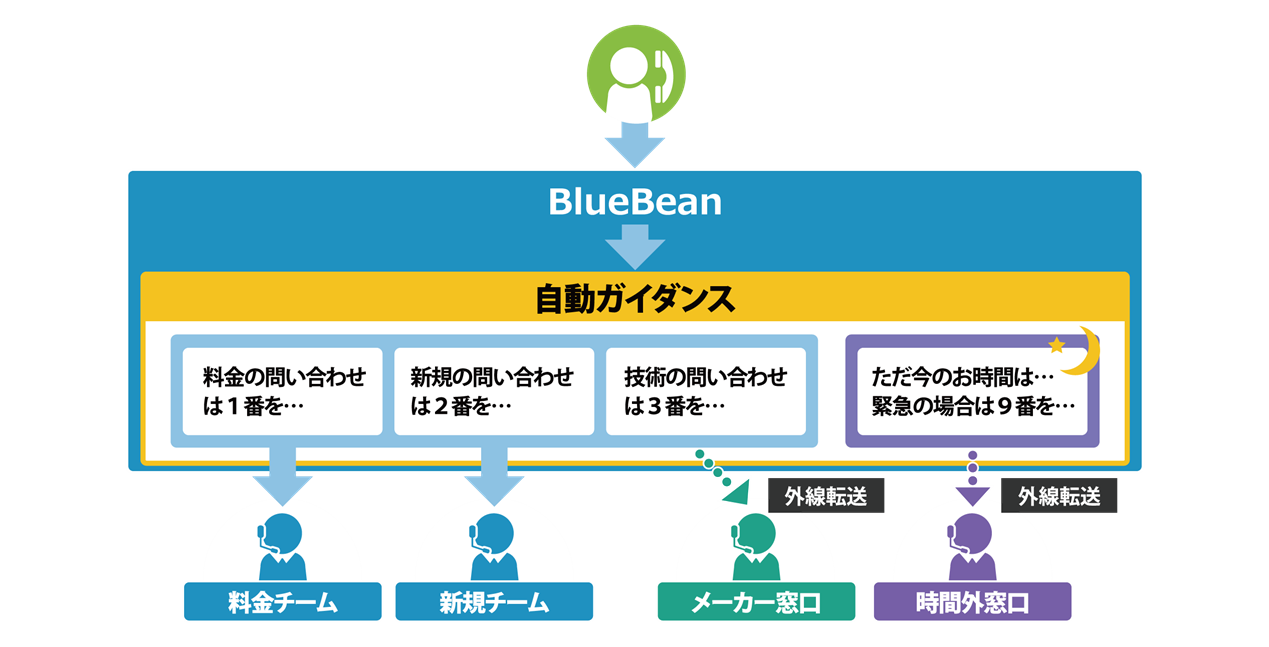 BlueBean
自動ガイダンス
料金の問い合わせ
は１番を…
新規の問い合わせ
は２番を…
技術の問い合わせ
は３番を…
ただ今のお時間は…
緊急の場合は９番を…
外線転送
外線転送
料金チーム
新規チーム
メーカー窓口
時間外窓口